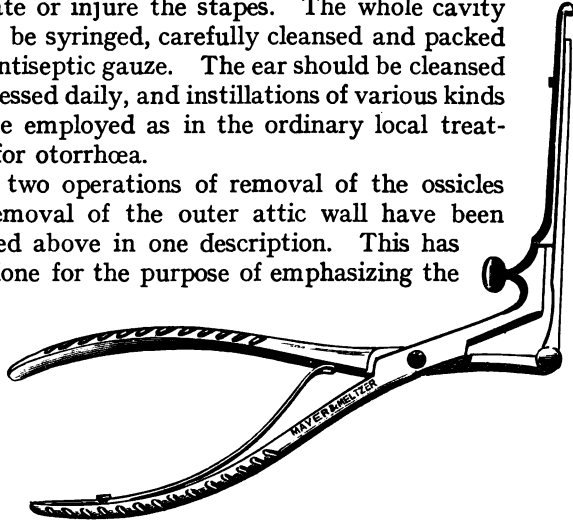 ate or injure the stapes. The whole cavity
be syringed, carefully cleansed and packed
ntiseptic gauze. The ear should be cleansed
essed daily, and instillations of various kinds
e employed as in the ordinary local treat-
for otorrhœa.
two operations of removal of the ossicles
emoval of the outer attic wall have been
ed above in one description. This has
one for the purpose of emphasizing the
MAYER & MELTZER